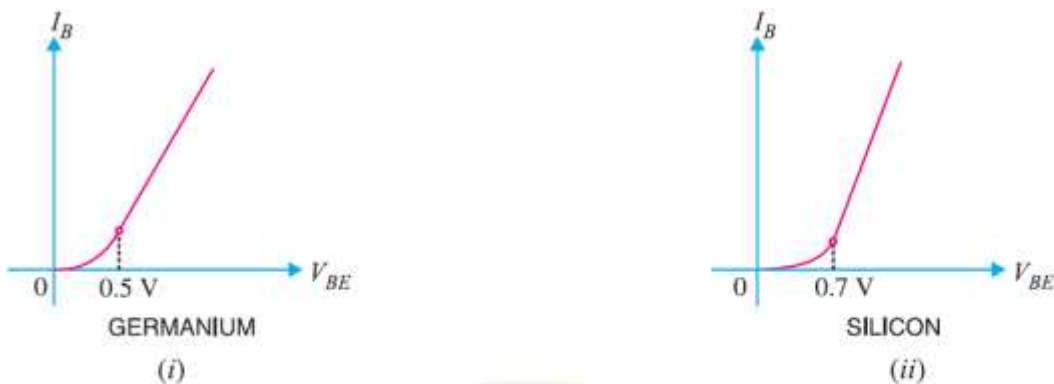 I_B
0
0.5 V
V_BE
GERMANIUM
(i)
I_B
0
0.7 V
V_BE
SILICON
(ii)